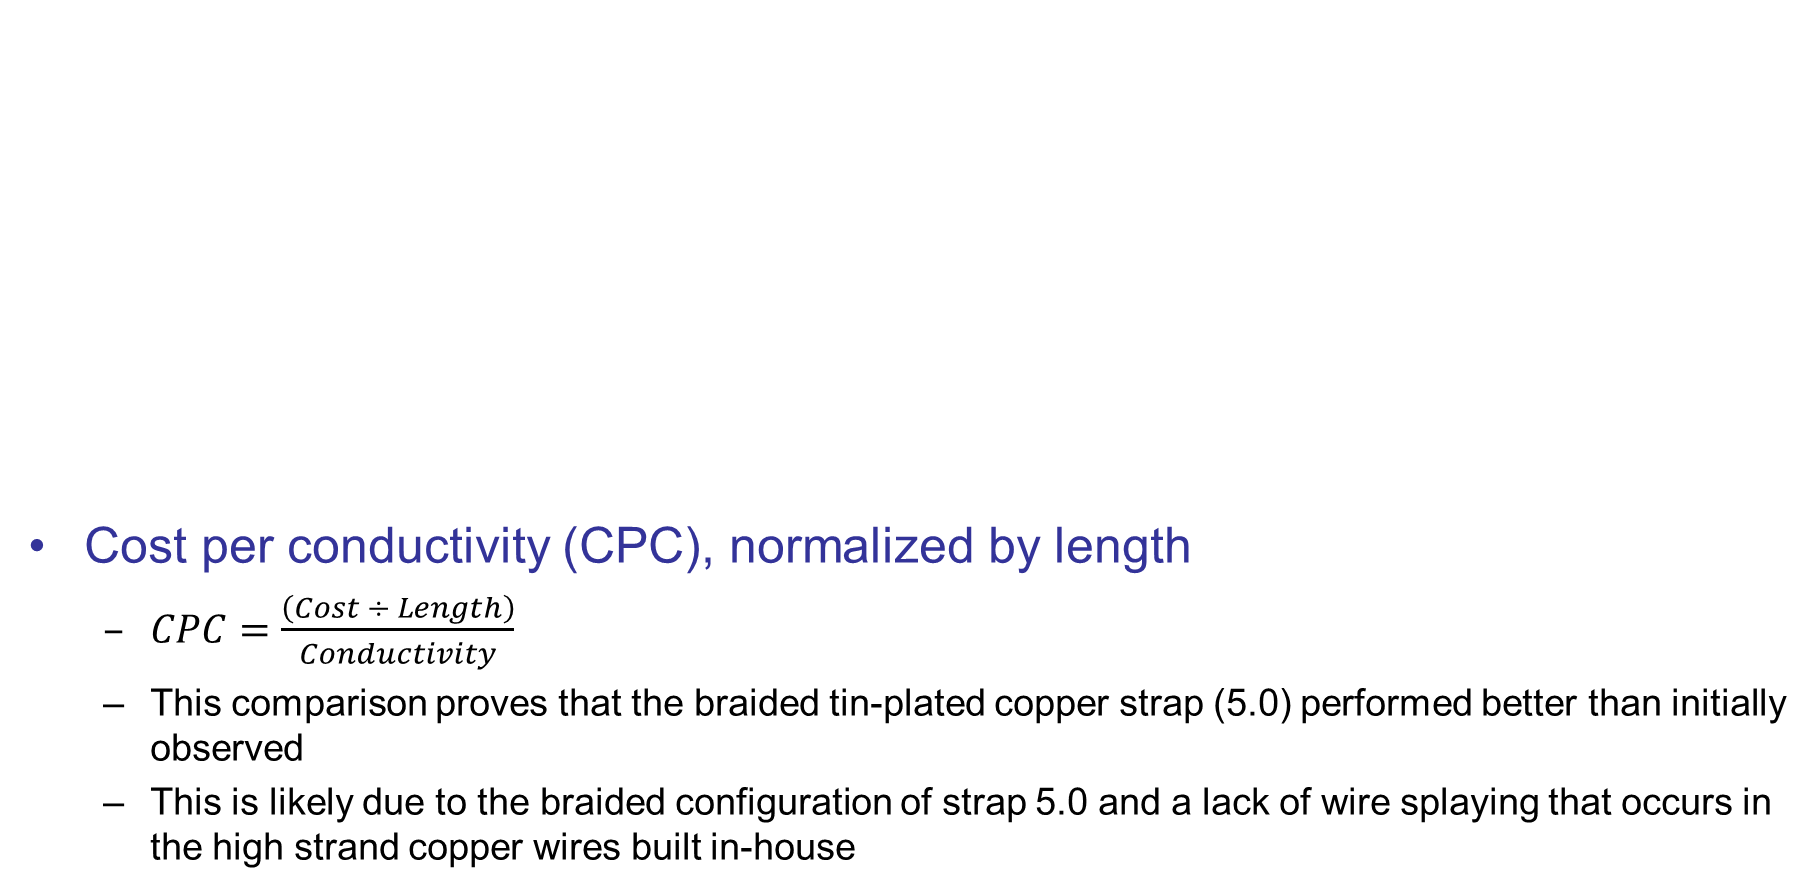 • Cost per conductivity (CPC), normalized by length
– CPC = (Cost ÷ Length) / Conductivity
– This comparison proves that the braided tin-plated copper strap (5.0) performed better than initially
observed
– This is likely due to the braided configuration of strap 5.0 and a lack of wire splaying that occurs in
the high strand copper wires built in-house